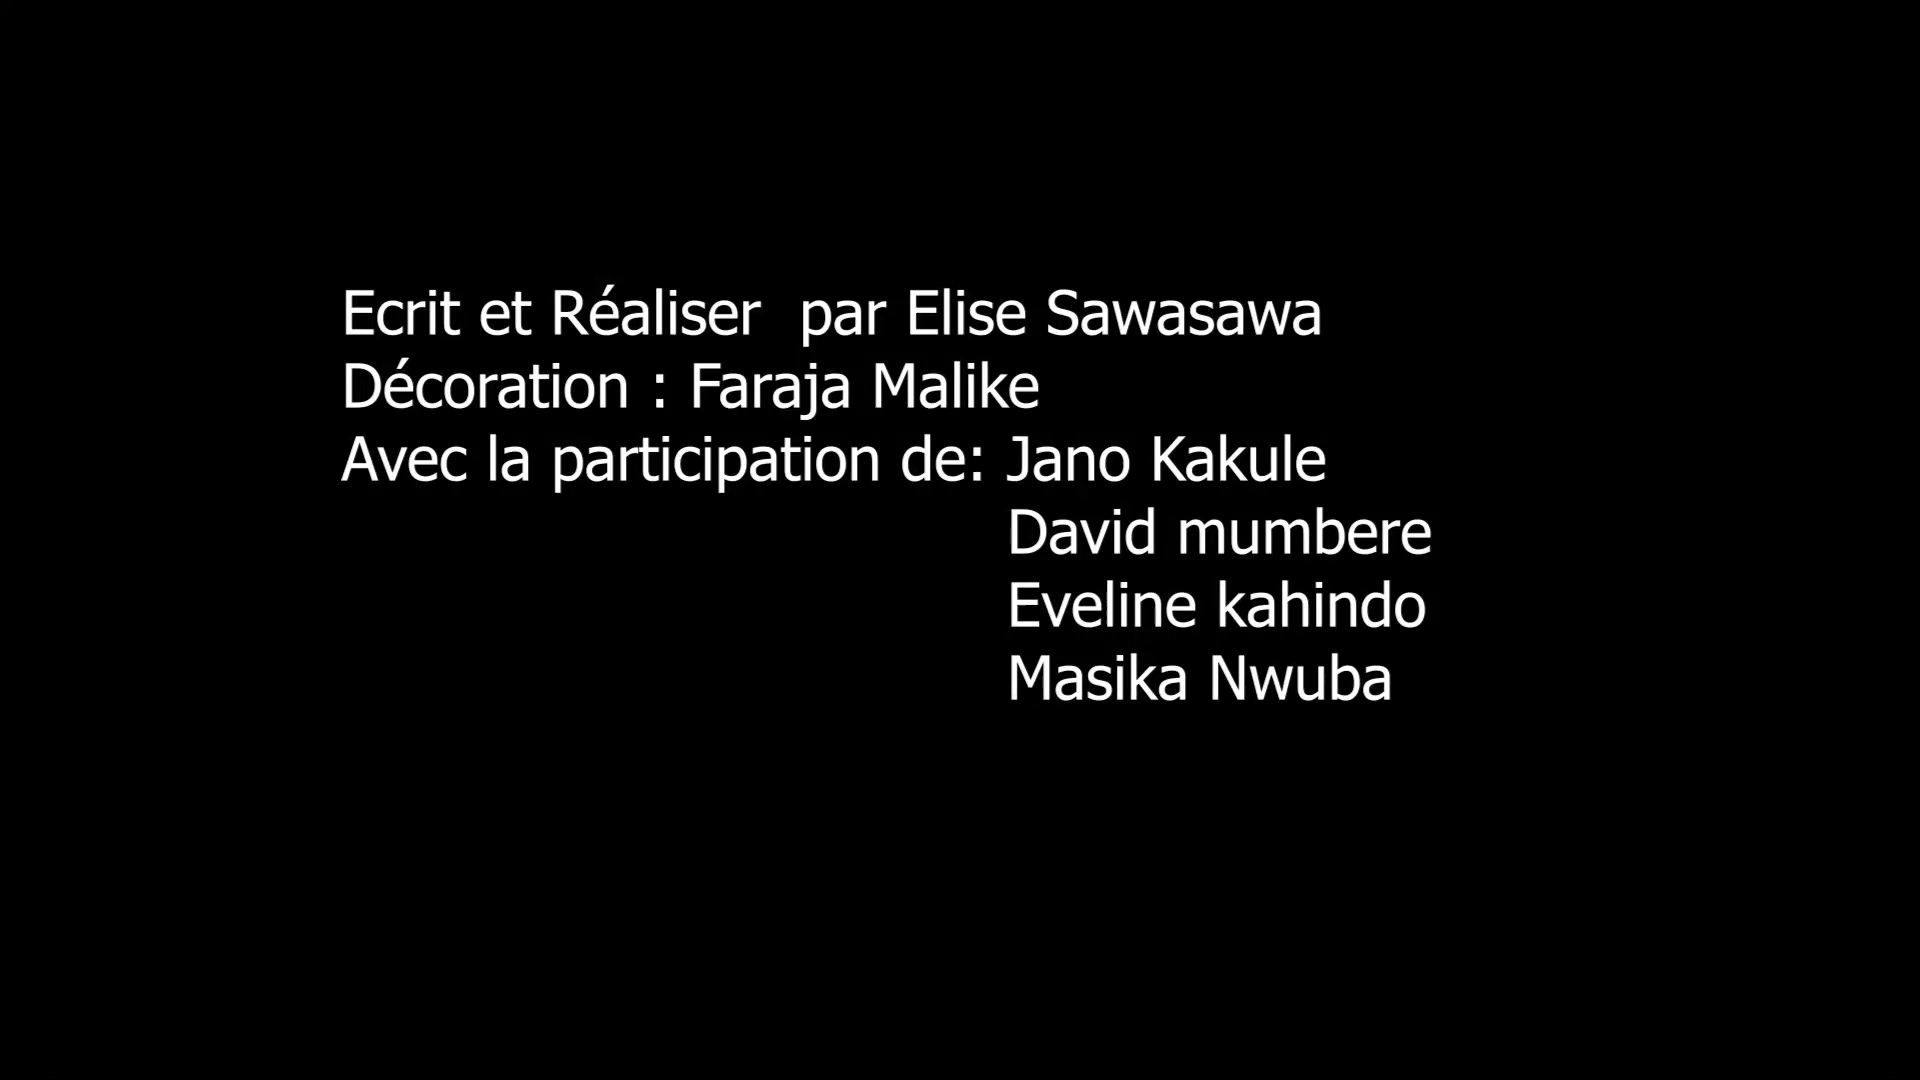 Ecrit et Réaliser  par Elise Sawasawa
Décoration : Faraja Malike
Avec la participation de: Jano Kakule
David mumbere
Eveline kahindo
Masika Nwuba